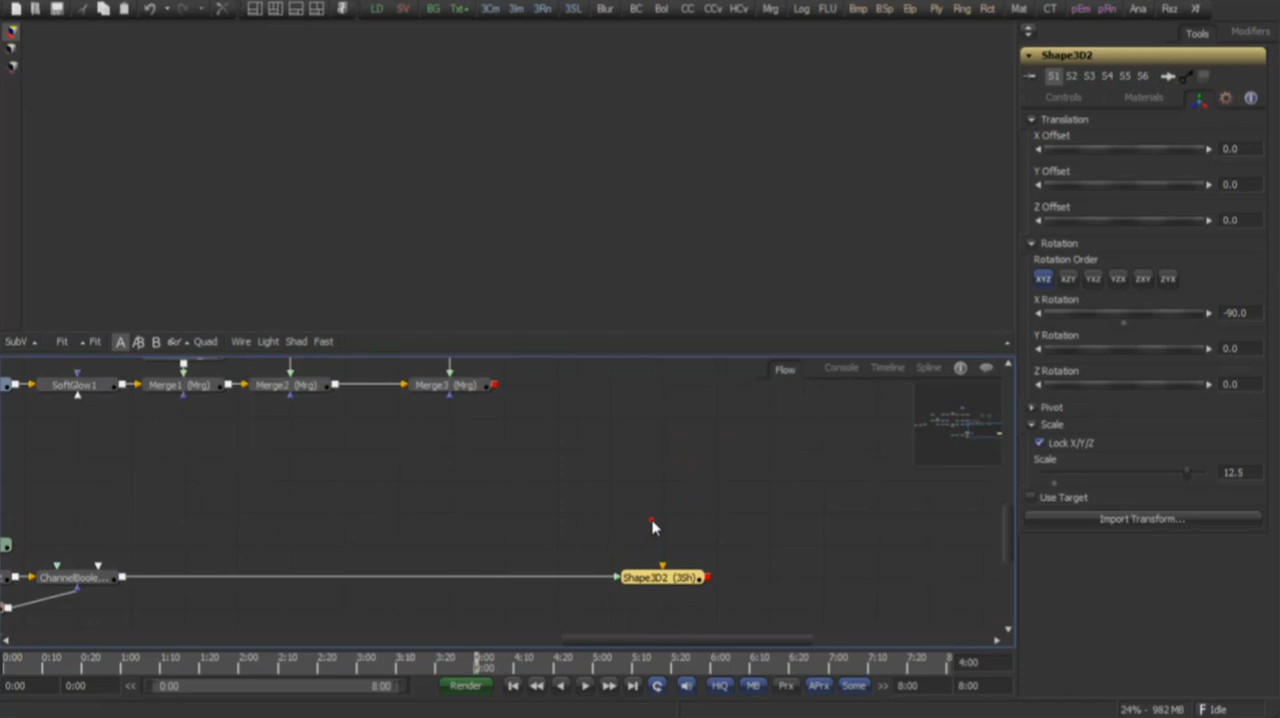 LD SV BG Txt+ 3Cm 3Im 3Rn 3SL Blur BC Bol CC CCv HCv Mrg Log FLU Bmp BSp Elp Ply Rng Rct Mat CT pEm pRn Ana Rsz Xf
Tools Modifiers
Shape3D2
S1 S2 S3 S4 S5 S6
Controls Materials
Translation
X Offset
0.0
Y Offset
0.0
Z Offset
0.0
Rotation
Rotation Order
XYZ XZY YXZ YZX ZXY ZYX
X Rotation
-90.0
Y Rotation
0.0
Z Rotation
0.0
Pivot
Scale
Lock X/Y/Z
Scale
12.5
Use Target
Import Transform...
SubV Fit Fit A B Quad Wire Light Shad Fast
Flow Console Timeline Spline
SoftGlow1 Merge1 (Mrg) Merge2 (Mrg) Merge3 (Mrg)
ChannelBoole... Shape3D2 (3Sh)
0:00 0:10 0:20 1:00 1:10 1:20 2:00 2:10 2:20 3:00 3:10 3:20 4:10 4:20 5:00 5:10 5:20 6:00 6:10 6:20 7:00 7:10 7:20 8 4:00
0:00 0:00 << 0:00 8:00 Render HiQ MB Prx APrx Some >> 8:00 8:00
24% - 982 MB Idle